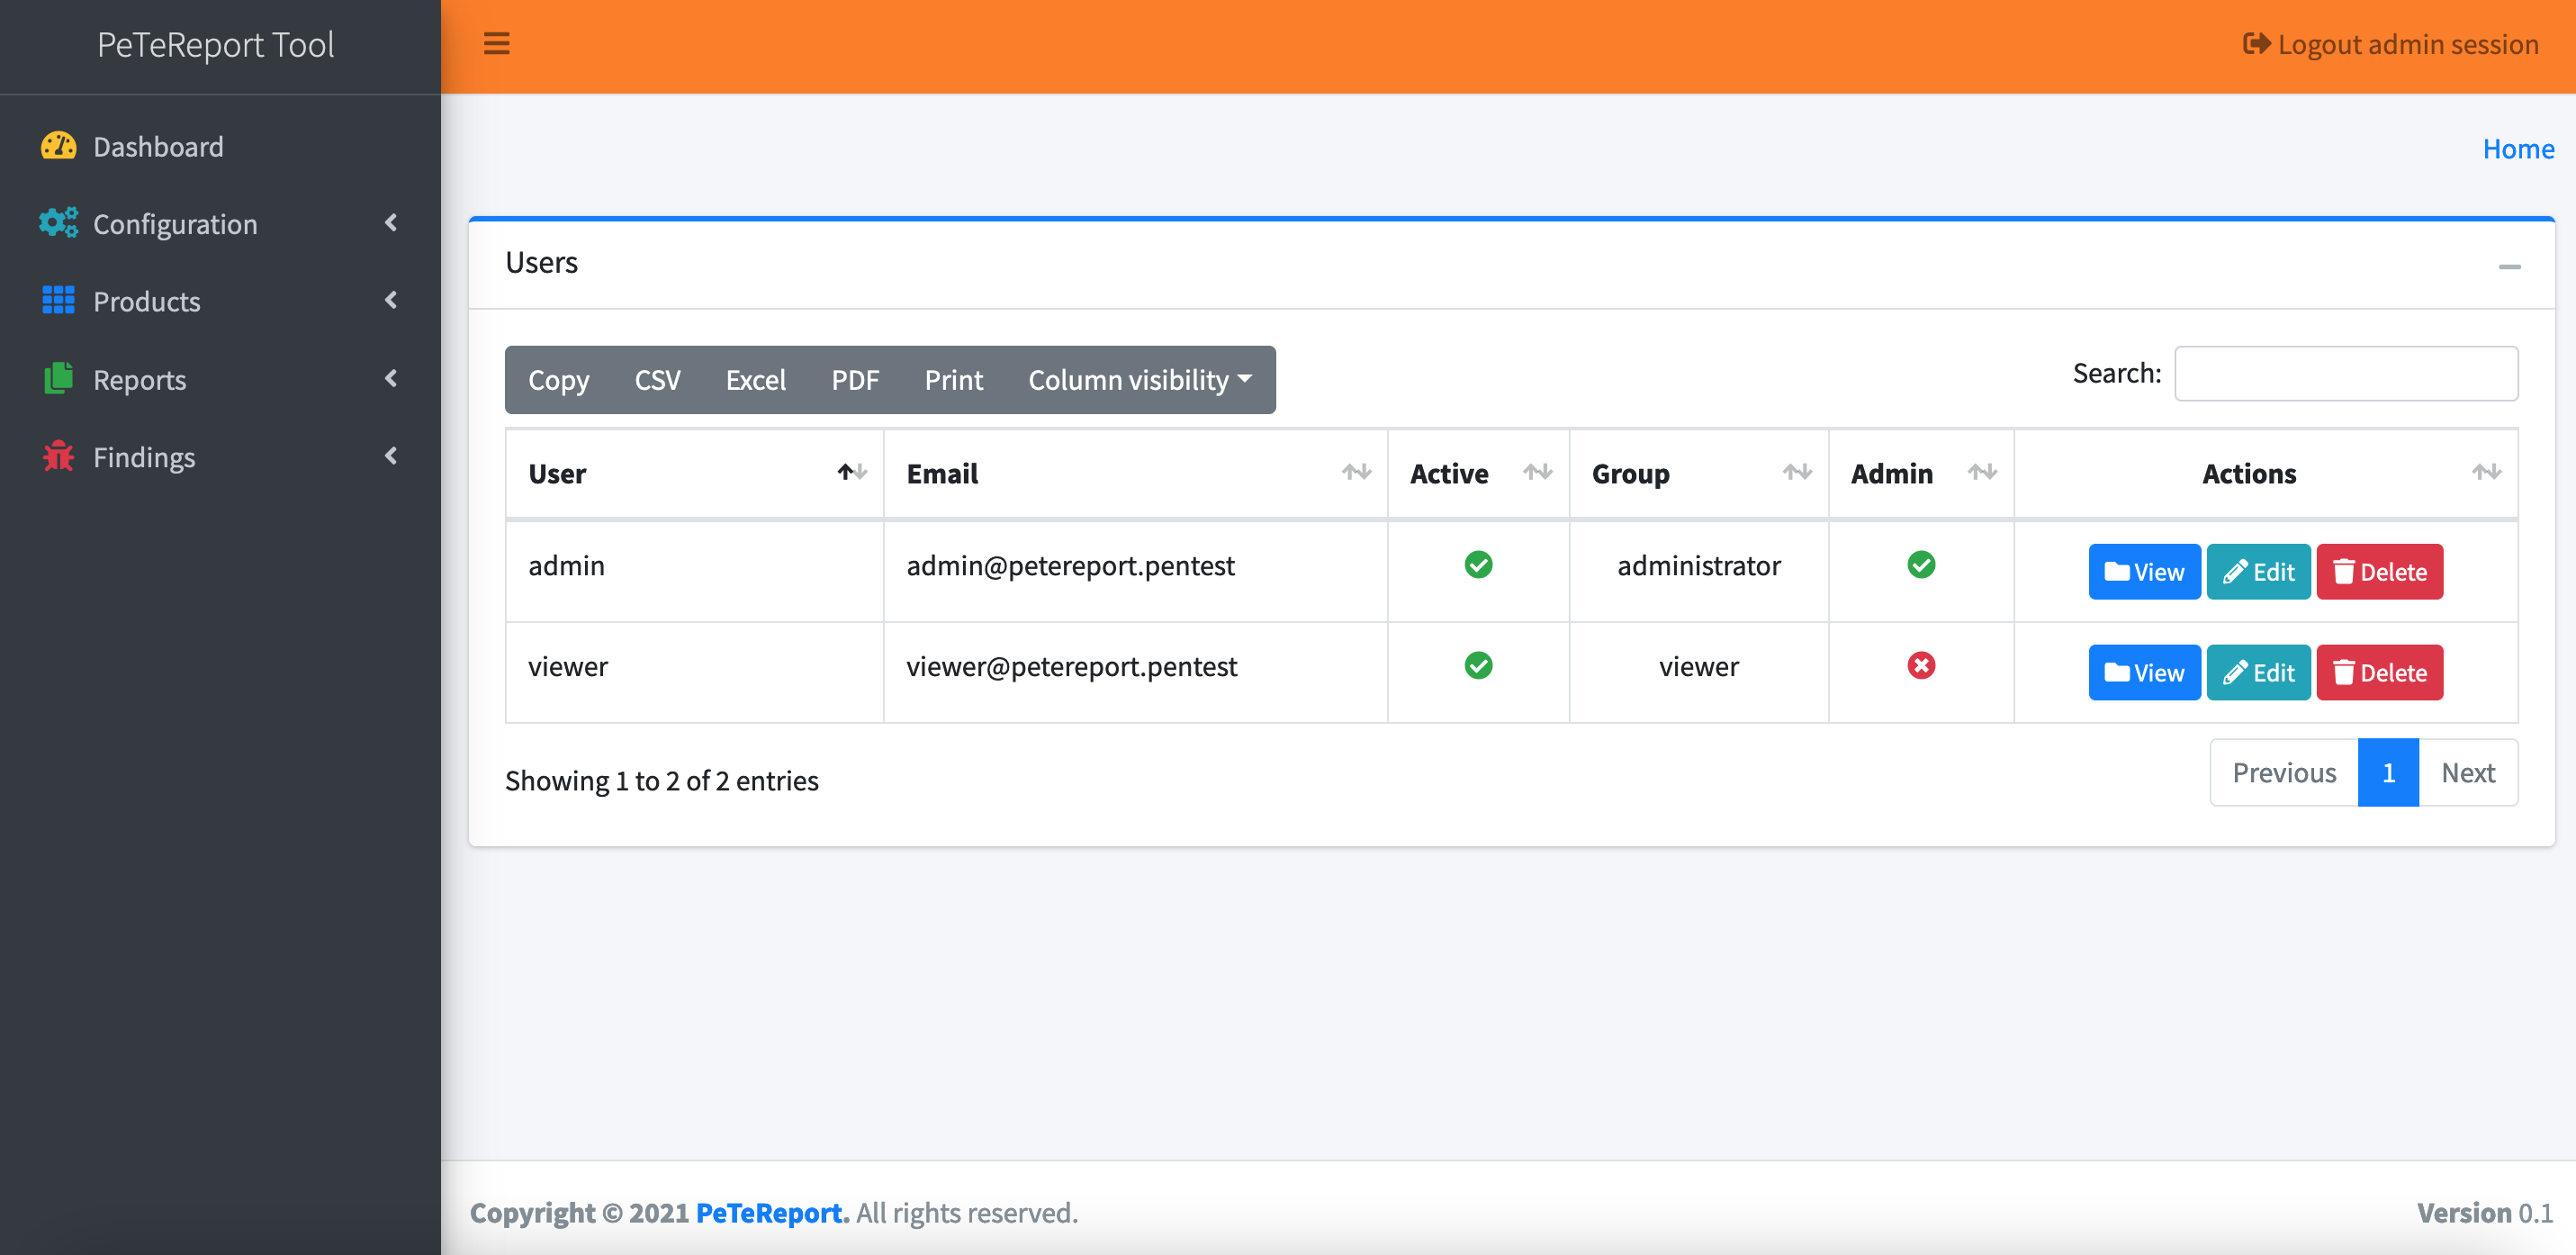 PeTeReport Tool
Logout admin session
Dashboard
Configuration
Products
Reports
Findings
Home
Users
Copy CSV Excel PDF Print Column visibility
Search:
User Email Active Group Admin Actions
admin admin@petereport.pentest administrator View Edit Delete
viewer viewer@petereport.pentest viewer View Edit Delete
Showing 1 to 2 of 2 entries
Previous 1 Next
Copyright © 2021 PeTeReport. All rights reserved.
Version 0.1